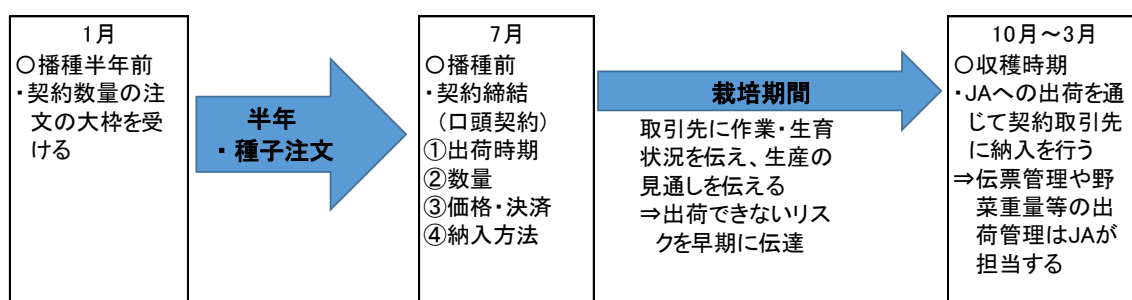 1月
○播種半年前
・契約数量の注
文の大枠を受
ける
半年
・種子注文
7月
○播種前
・契約締結
（口頭契約）
①出荷時期
②数量
③価格・決済
④納入方法
栽培期間
取引先に作業・生育
状況を伝え、生産の
見通しを伝える
⇒出荷できないリス
クを早期に伝達
10月～3月
○収穫時期
・JAへの出荷を通
じて契約取引先
に納入を行う
⇒伝票管理や野
菜重量等の出
荷管理はJAが
担当する